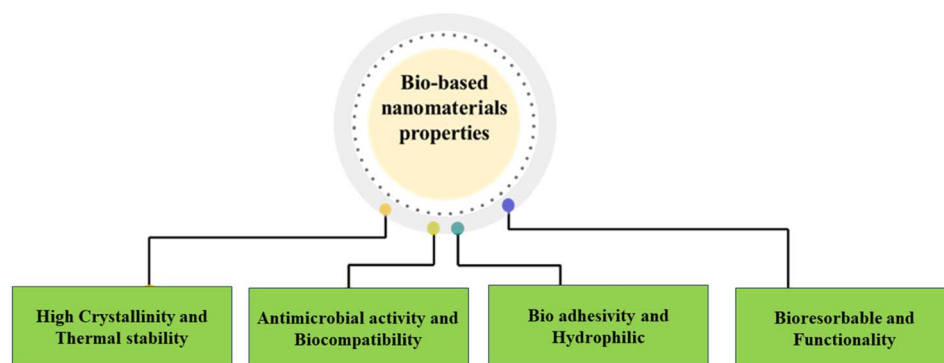 Bio-based
nanomaterials
properties
High Crystallinity and
Thermal stability
Antimicrobial activity and
Biocompatibility
Bio adhesivity and
Hydrophilic
Bioresorbable and
Functionality